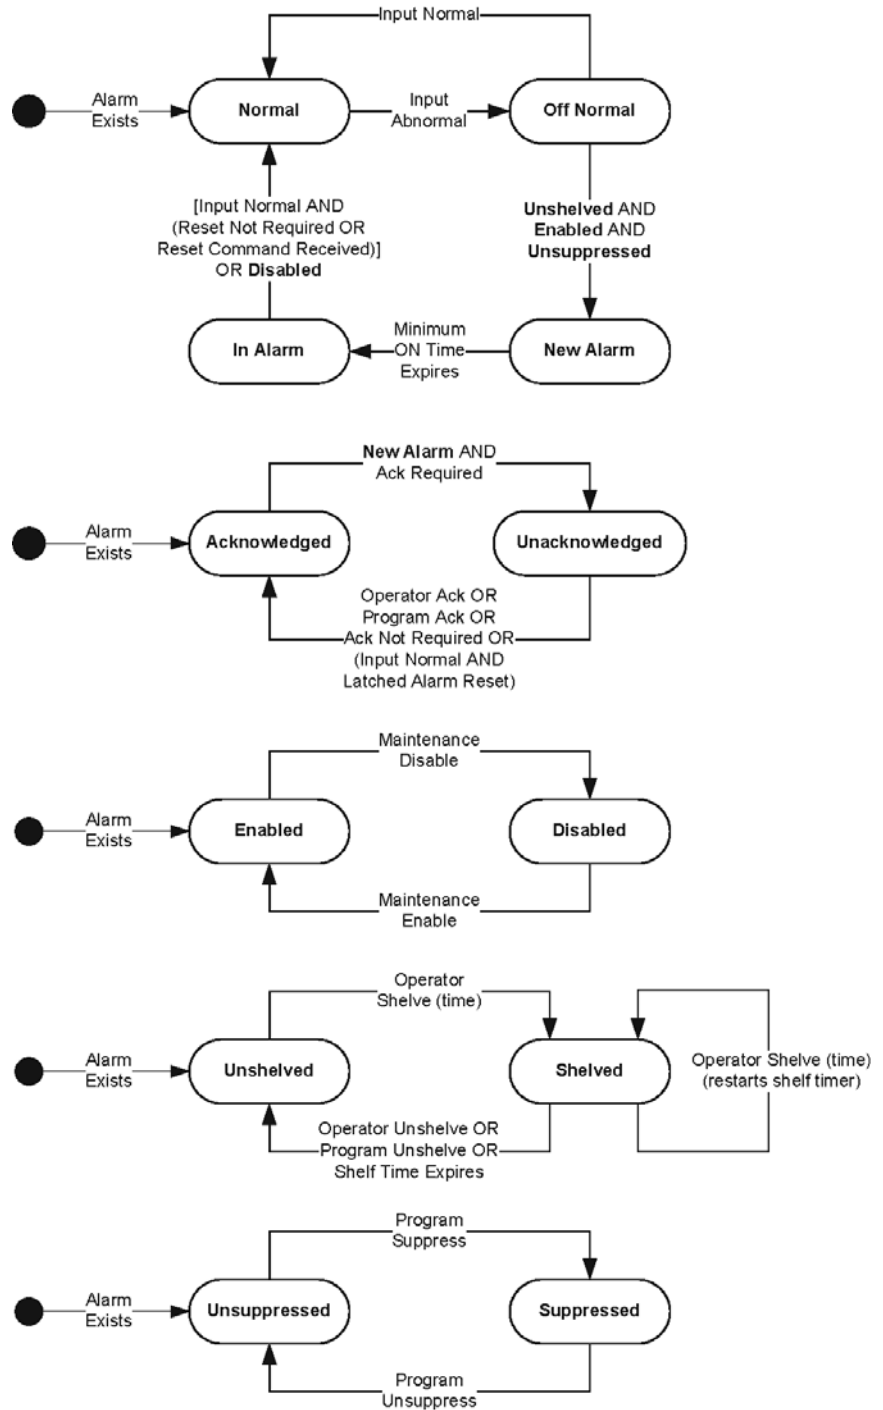 Input Normal
Alarm
Exists
Normal
Input
Abnormal
Off Normal
[Input Normal AND
(Reset Not Required OR
Reset Command Received)]
OR Disabled
Unshelved AND
Enabled AND
Unsuppressed
In Alarm
Minimum
ON Time
Expires
New Alarm
New Alarm AND
Ack Required
Alarm
Exists
Acknowledged
Unacknowledged
Operator Ack OR
Program Ack OR
Ack Not Required OR
(Input Normal AND
Latched Alarm Reset)
Maintenance
Disable
Alarm
Exists
Enabled
Disabled
Maintenance
Enable
Operator
Shelve (time)
Alarm
Exists
Unshelved
Shelved
Operator Shelve (time)
(restarts shelf timer)
Operator Unshelve OR
Program Unshelve OR
Shelf Time Expires
Program
Suppress
Alarm
Exists
Unsuppressed
Suppressed
Program
Unsuppress